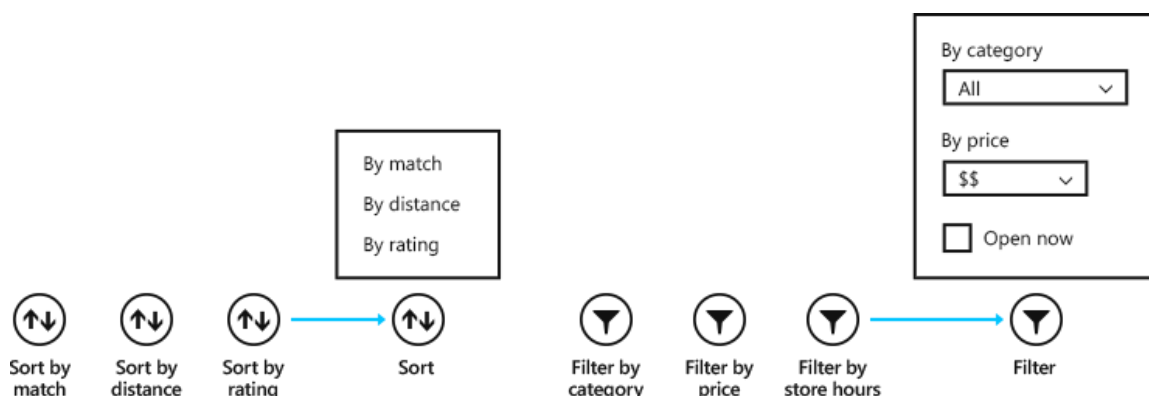 By category
All
By price
$$
Open now
By match
By distance
By rating
Sort by
match
Sort by
distance
Sort by
rating
Sort
Filter by
category
Filter by
price
Filter by
store hours
Filter